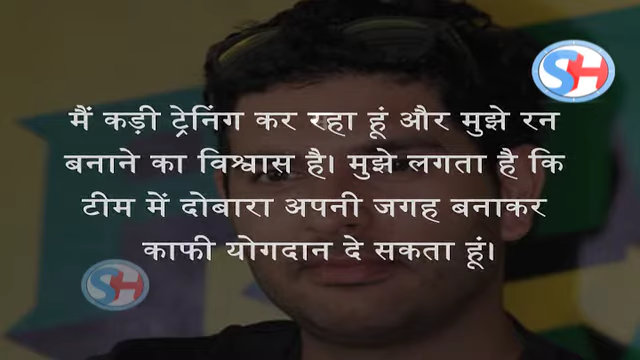 SH
मैं कड़ी ट्रेनिंग कर रहा हूं और मुझे रन
बनाने का विश्वास है। मुझे लगता है कि
टीम में दोबारा अपनी जगह बनाकर
काफी योगदान दे सकता हूं।
SH